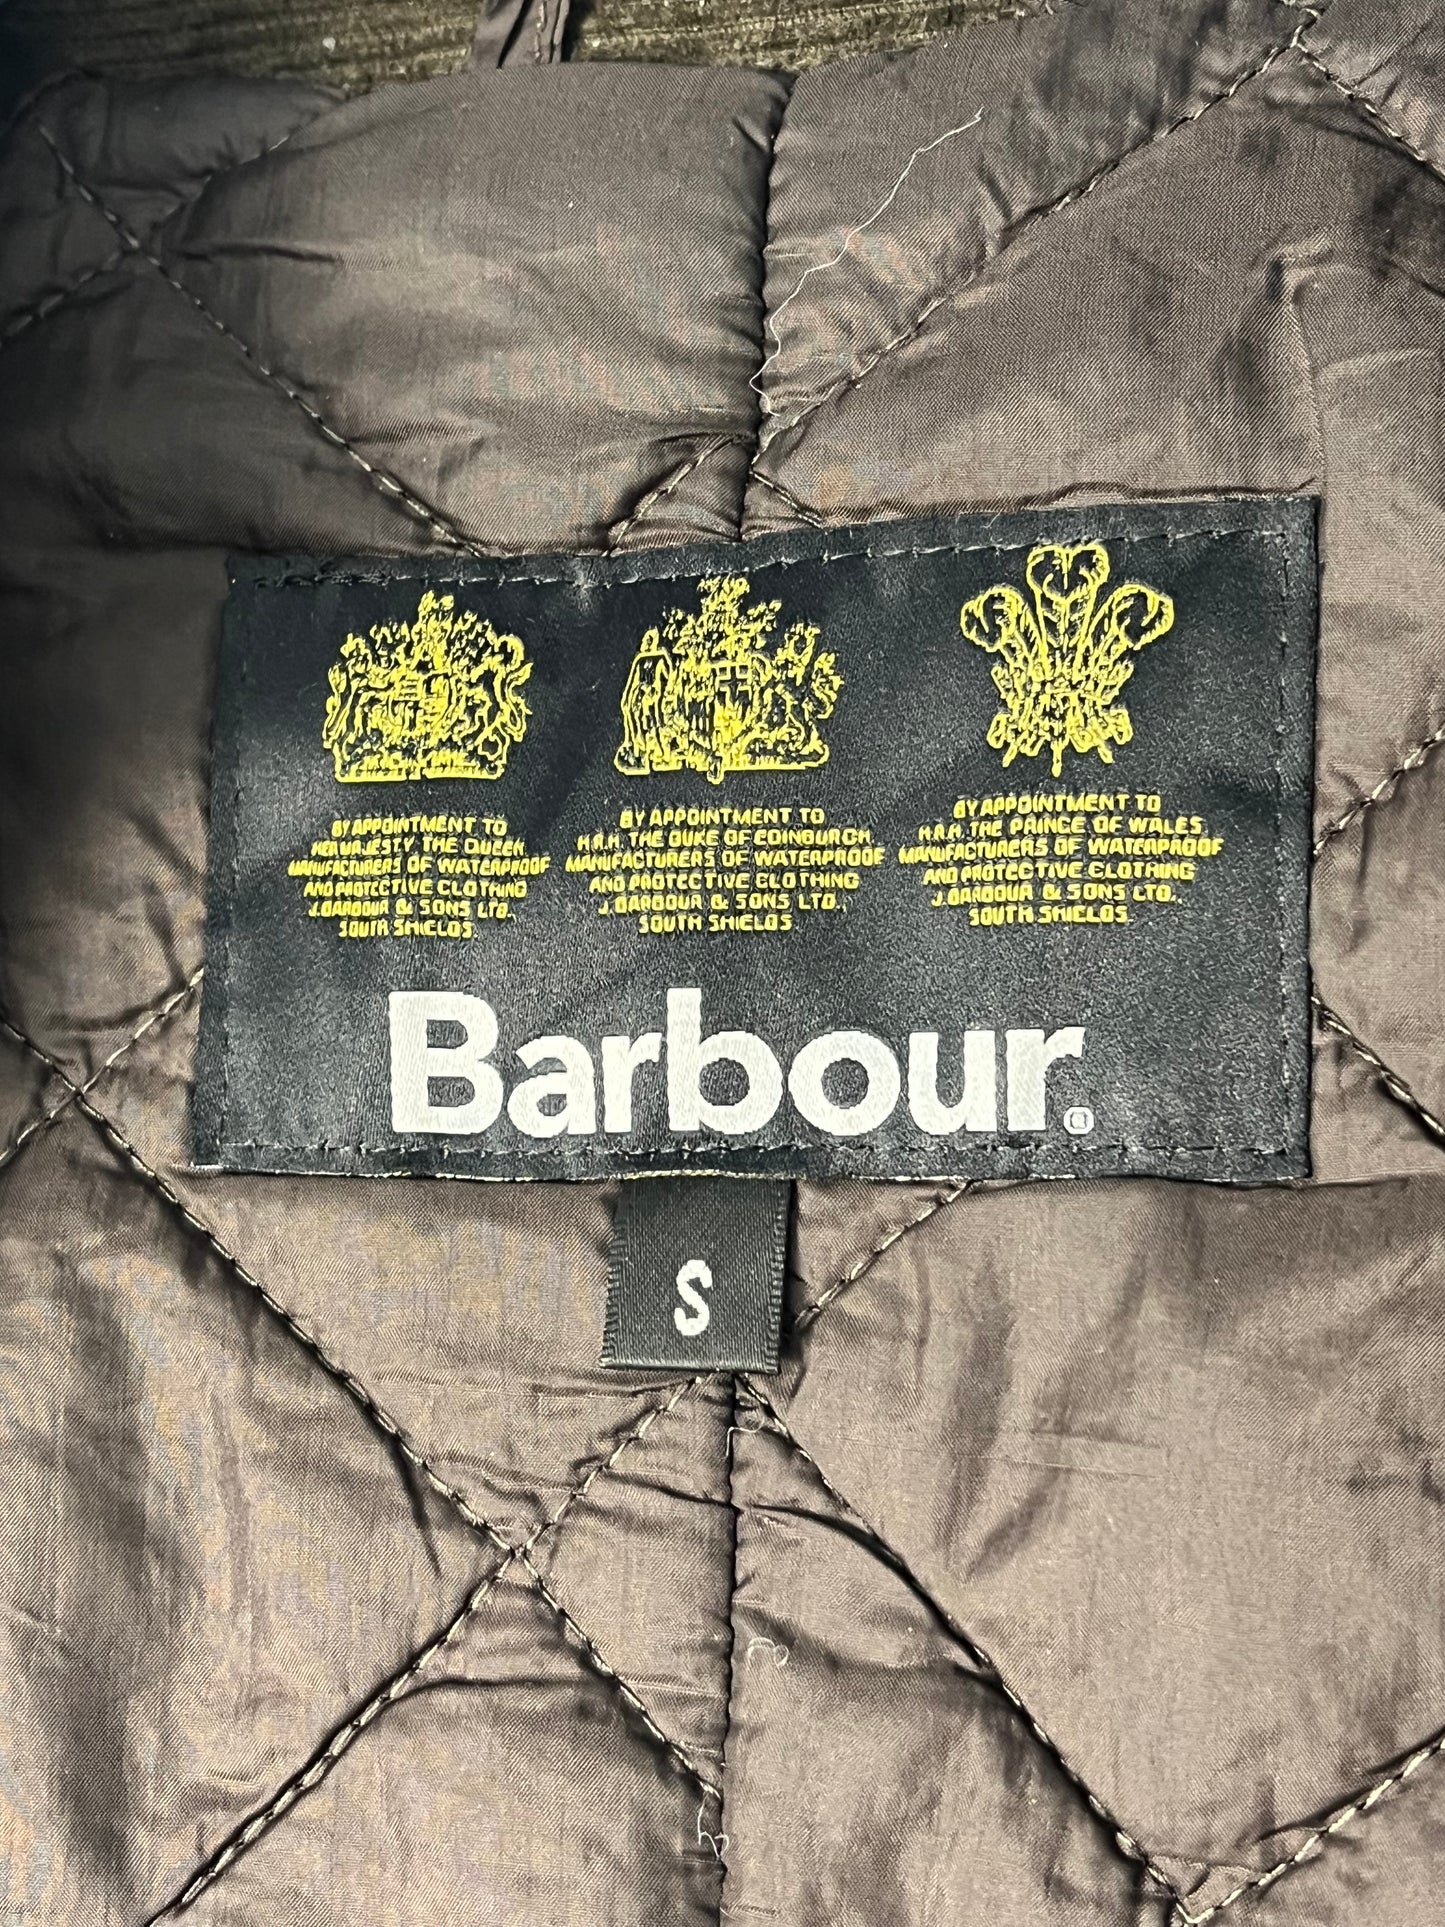 BY APPOINTMENT TO
HER MAJESTY THE QUEEN
MANUFACTURERS OF WATERPROOF
AND PROTECTIVE CLOTHING
J. BARBOUR & SONS LTD.,
SOUTH SHIELDS.
BY APPOINTMENT TO
H.R.H. THE DUKE OF EDINBURGH
MANUFACTURERS OF WATERPROOF
AND PROTECTIVE CLOTHING
J. BARBOUR & SONS LTD.,
SOUTH SHIELDS
BY APPOINTMENT TO
H.R.H. THE PRINCE OF WALES
MANUFACTURERS OF WATERPROOF
AND PROTECTIVE CLOTHING
J. BARBOUR & SONS LTD.,
SOUTH SHIELDS
Barbour.®
S